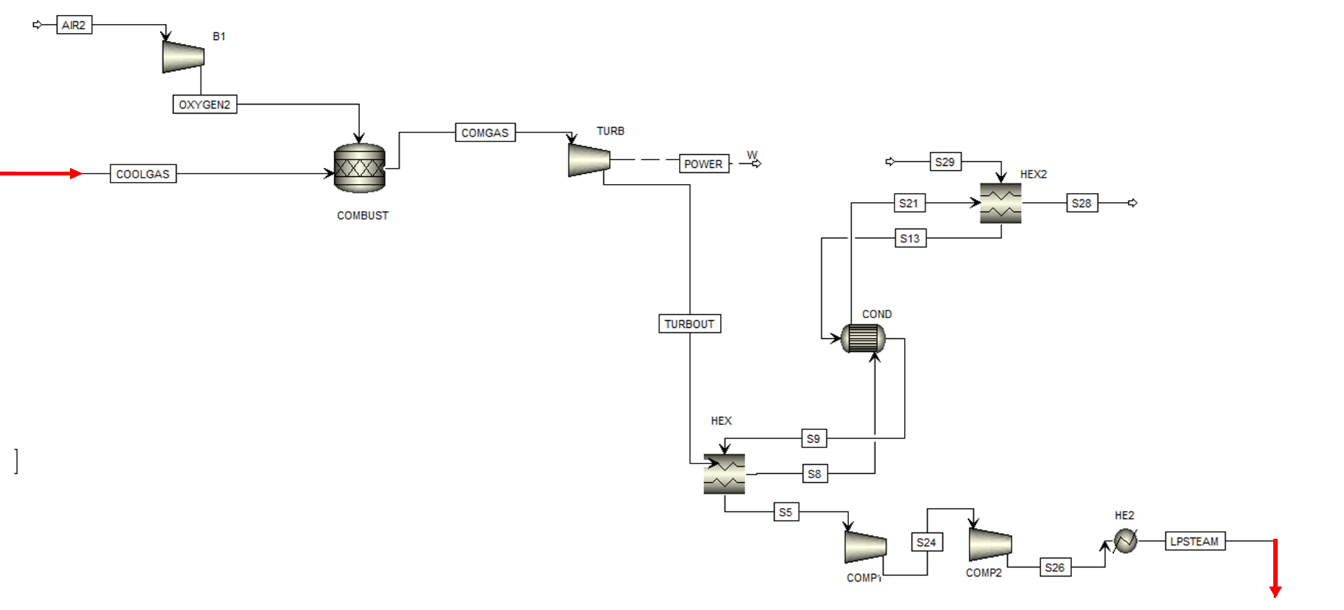 AIR2
B1
OXYGEN2
COOLGAS
COMBUST
COMGAS
TURB
POWER
W
S29
HEX2
S21
S28
S13
COND
TURBOUT
HEX
S9
S8
S5
S24
COMP1
COMP2
S26
HE2
LPSTEAM
]